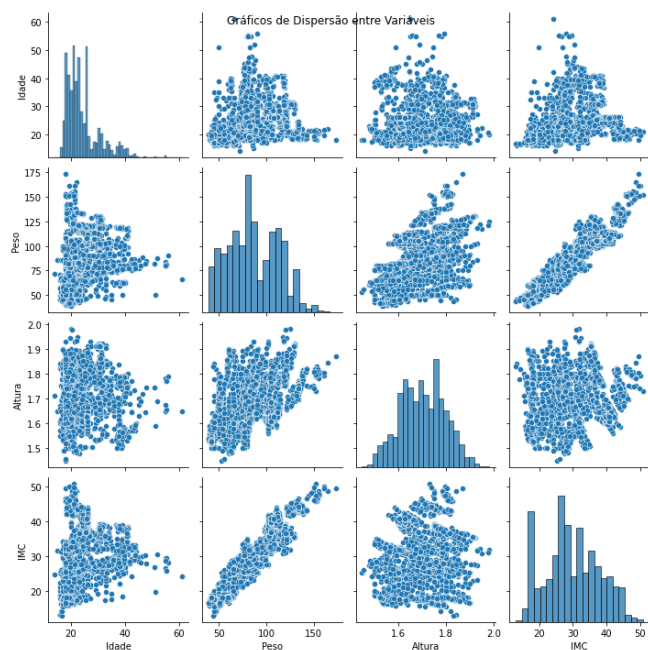 Gráficos de Dispersão entre Variáveis
60
50
40
30
20
Idade
175
150
125
100
75
50
Peso
2.0
1.9
1.8
1.7
1.6
1.5
Altura
50
40
30
20
IMC
20 40 60
50 100 150
1.6 1.8 2.0
20 30 40 50
Idade Peso Altura IMC